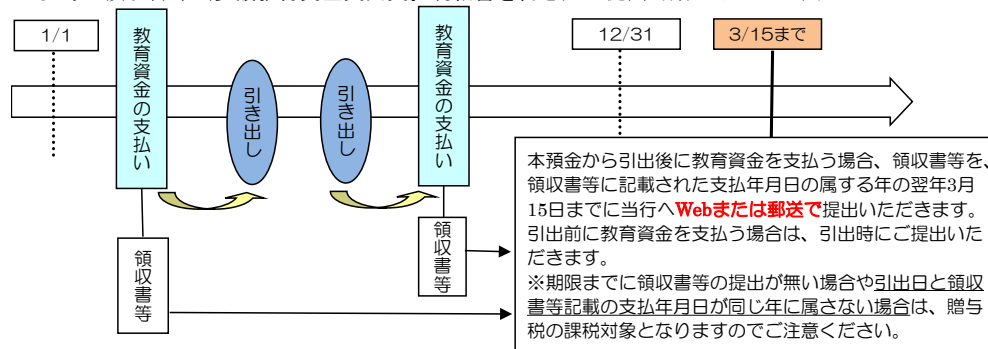 1/1
教育資金の支払い
引き出し
引き出し
教育資金の支払い
12/31
3/15まで
領収書等
領収書等
本預金から引出後に教育資金を支払う場合、領収書等を、
領収書等に記載された支払年月日の属する年の翌年3月
15日までに当行へWebまたは郵送で提出いただきます。
引出前に教育資金を支払う場合は、引出時にご提出いた
だきます。
※期限までに領収書等の提出が無い場合や引出日と領収
書等記載の支払年月日が同じ年に属さない場合は、贈与
税の課税対象となりますのでご注意ください。